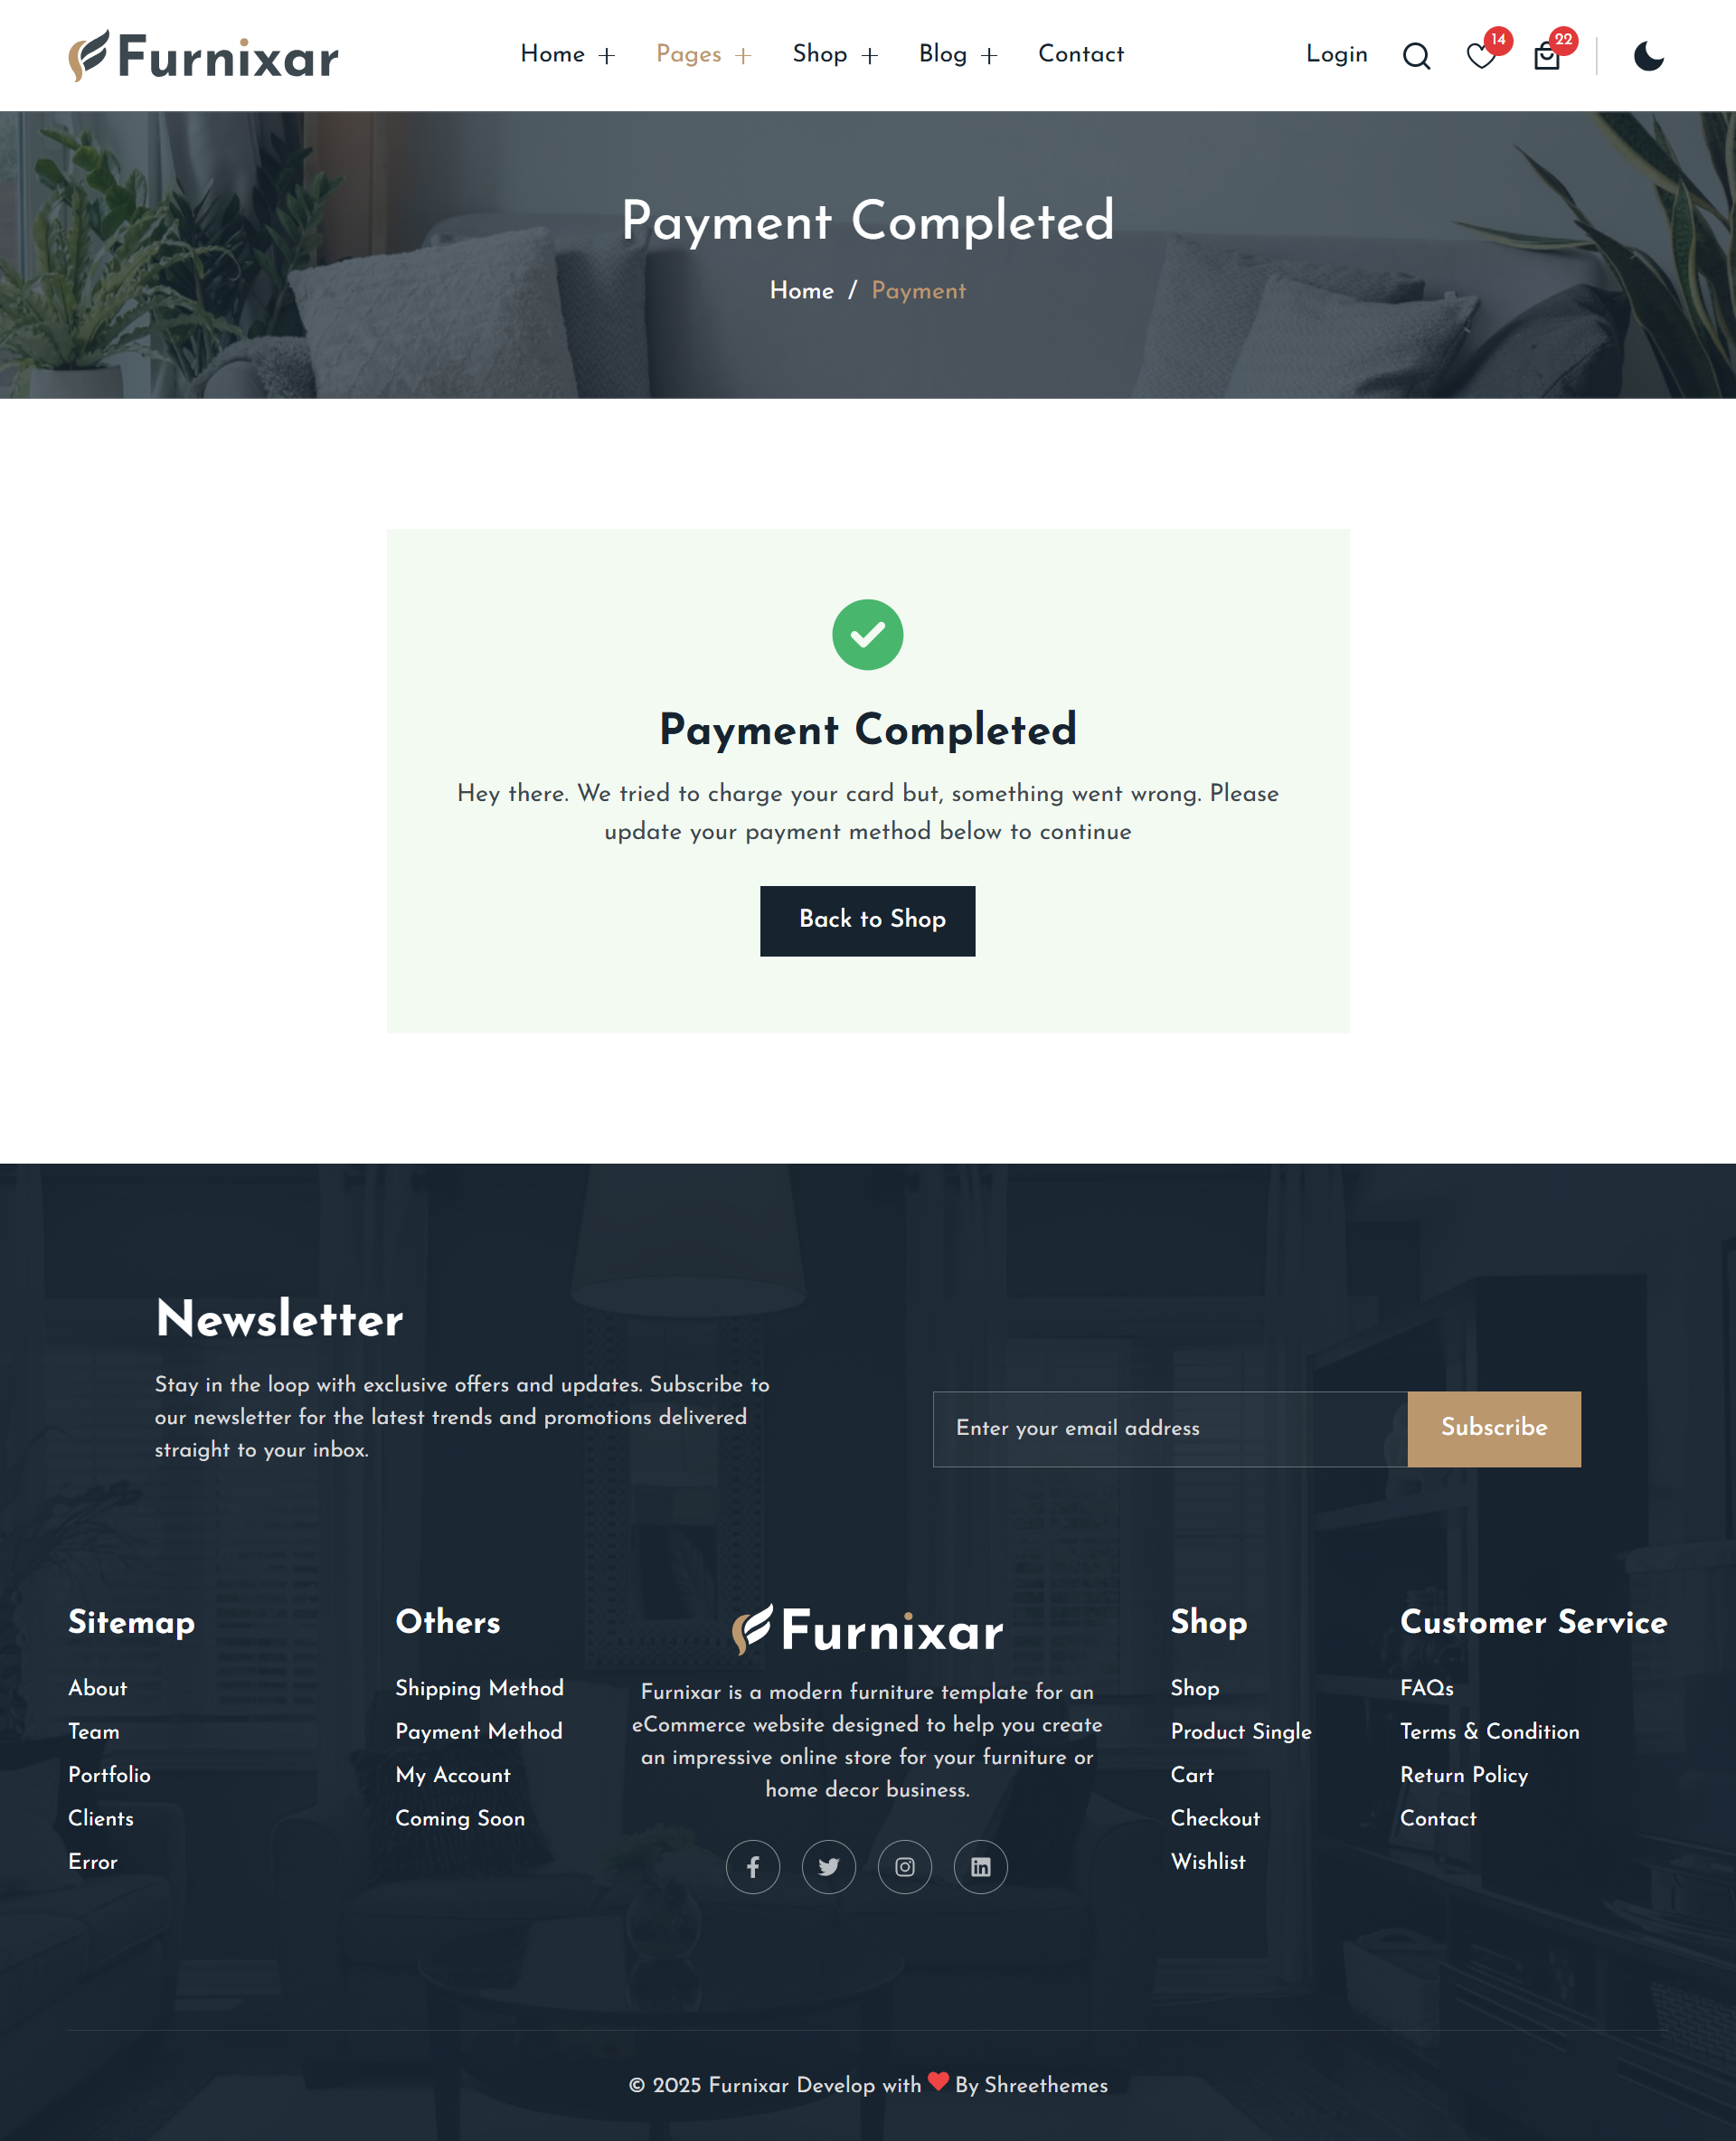 Furnixar
Home
Pages
Shop
Blog
Contact
Login
14
22
Payment Completed
Home / Payment
Payment Completed
Hey there. We tried to charge your card but, something went wrong. Please
update your payment method below to continue
Back to Shop
Newsletter
Stay in the loop with exclusive offers and updates. Subscribe to
our newsletter for the latest trends and promotions delivered
straight to your inbox.
Enter your email address
Subscribe
Sitemap
About
Team
Portfolio
Clients
Error
Others
Shipping Method
Payment Method
My Account
Coming Soon
Furnixar
Furnixar is a modern furniture template for an
eCommerce website designed to help you create
an impressive online store for your furniture or
home decor business.
Shop
Shop
Product Single
Cart
Checkout
Wishlist
Customer Service
FAQs
Terms & Condition
Return Policy
Contact
© 2025 Furnixar Develop with ❤ By Shreethemes